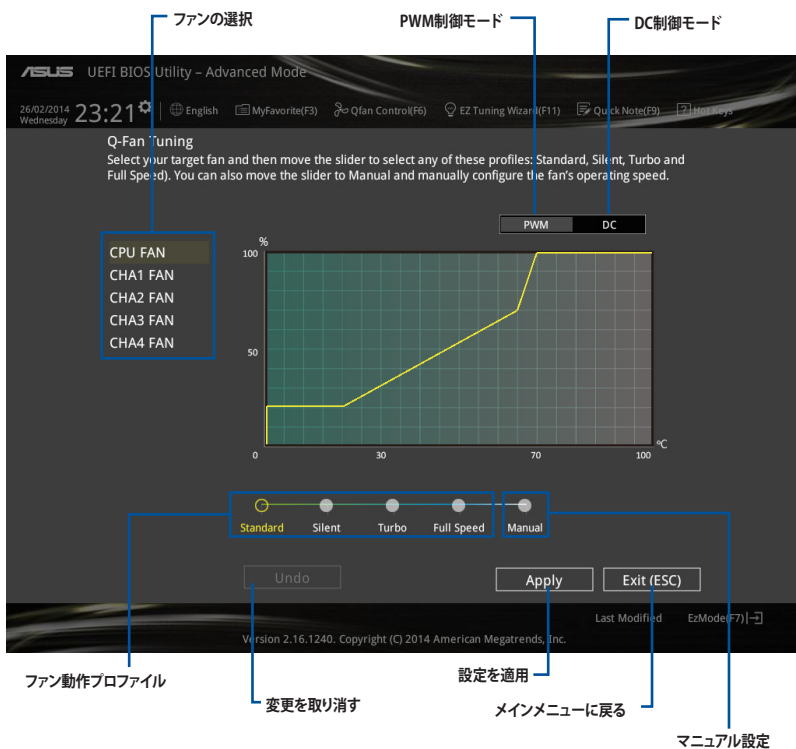 ファンの選択
PWM制御モード
DC制御モード
ASUS UEFI BIOS Utility – Advanced Mode
26/02/2014 Wednesday 23:21 English MyFavorite(F3) Qfan Control(F6) EZ Tuning Wizard(F11) Quick Note(F9) ? Hot Keys
Q-Fan Tuning
Select your target fan and then move the slider to select any of these profiles: Standard, Silent, Turbo and
Full Speed). You can also move the slider to Manual and manually configure the fan's operating speed.
PWM DC
CPU FAN
CHA1 FAN
CHA2 FAN
CHA3 FAN
CHA4 FAN
%
100
50
0 30 70 100
ºC
Standard Silent Turbo Full Speed Manual
Undo Apply Exit (ESC)
Last Modified EzMode(F7)
Version 2.16.1240. Copyright (C) 2014 American Megatrends, Inc.
ファン動作プロファイル
変更を取り消す
設定を適用
メインメニューに戻る
マニュアル設定